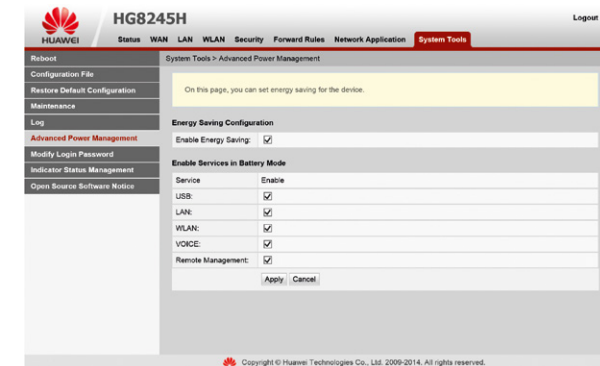 HG8245H
Logout
HUAWEI
Status WAN LAN WLAN Security Forward Rules Network Application System Tools
Reboot
Configuration File
Restore Default Configuration
Maintenance
Log
Advanced Power Management
Modify Login Password
Indicator Status Management
Open Source Software Notice
System Tools > Advanced Power Management
On this page, you can set energy saving for the device.
Energy Saving Configuration
Enable Energy Saving:
Enable Services in Battery Mode
Service Enable
USB:
LAN:
WLAN:
VOICE:
Remote Management:
Apply Cancel
HUAWEI Copyright © Huawei Technologies Co., Ltd. 2009-2014. All rights reserved.